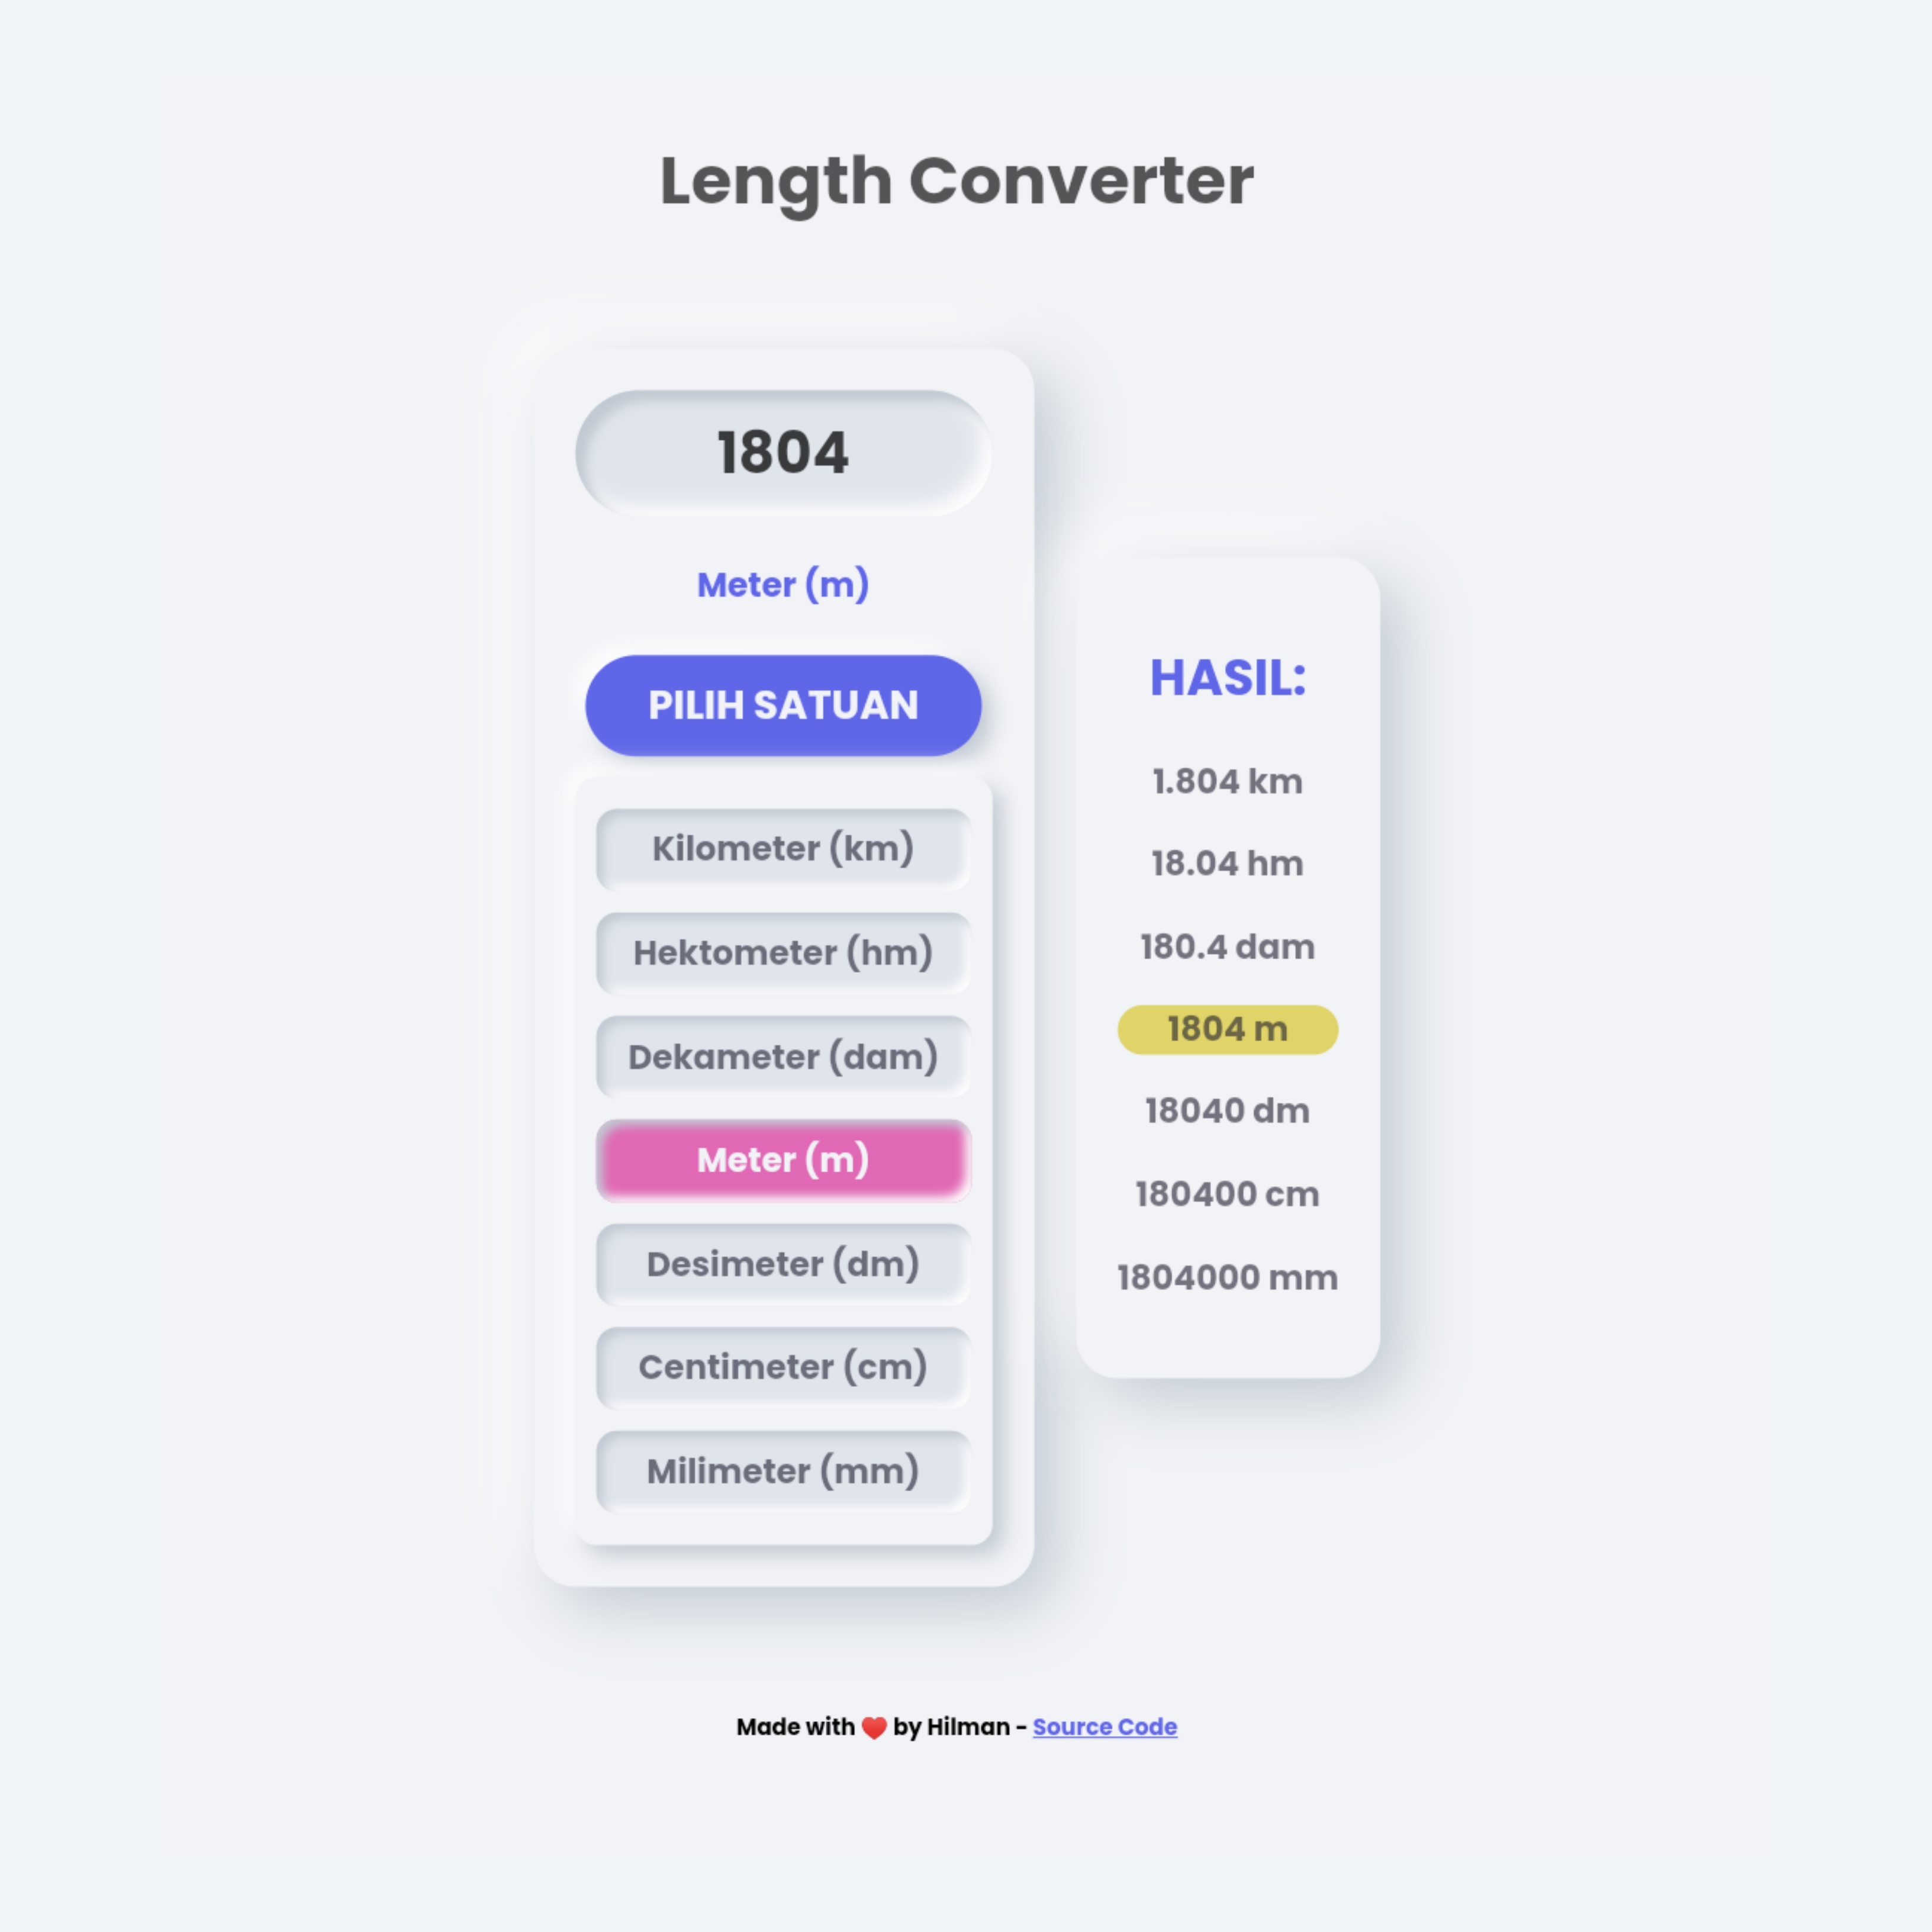 Length Converter
1804
Meter (m)
PILIH SATUAN
Kilometer (km)
Hektometer (hm)
Dekameter (dam)
Meter (m)
Desimeter (dm)
Centimeter (cm)
Milimeter (mm)
HASIL:
1.804 km
18.04 hm
180.4 dam
1804 m
18040 dm
180400 cm
1804000 mm
Made with ❤️ by Hilman - Source Code